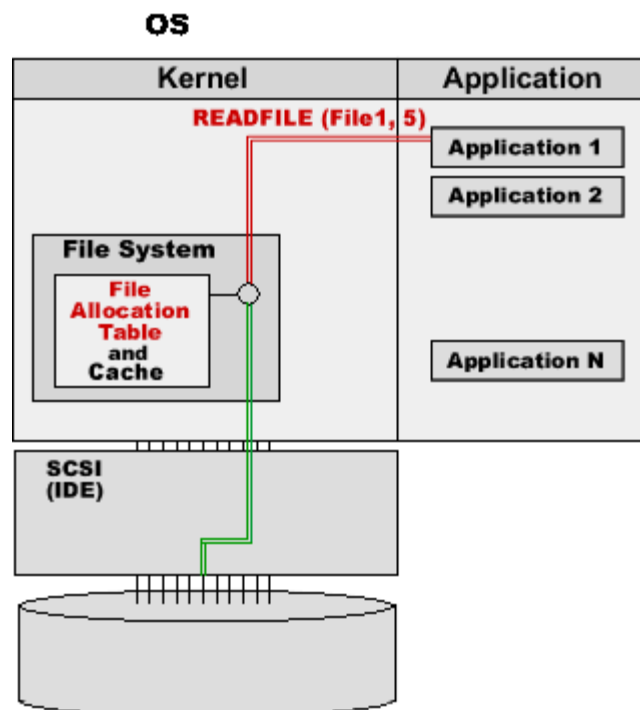 OS
Kernel
Application
READFILE (File1, 5)
Application 1
Application 2
File System
File
Allocation
Table
and
Cache
Application N
SCSI
(IDE)